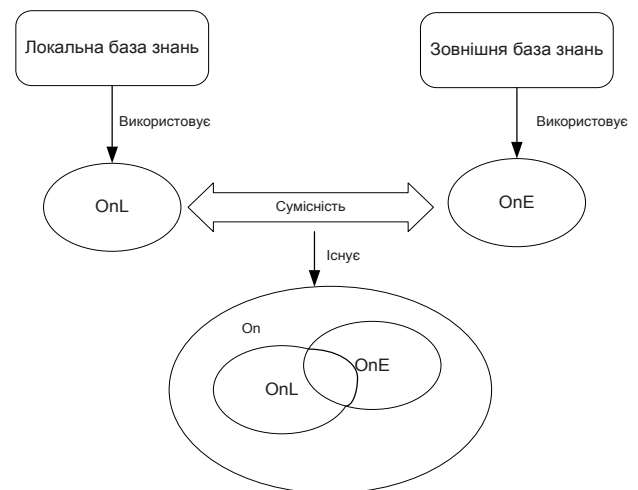 Локальна база знань
Зовнішня база знань
Використовує
Використовує
OnL
Сумісність
OnE
Існує
On
OnE
OnL